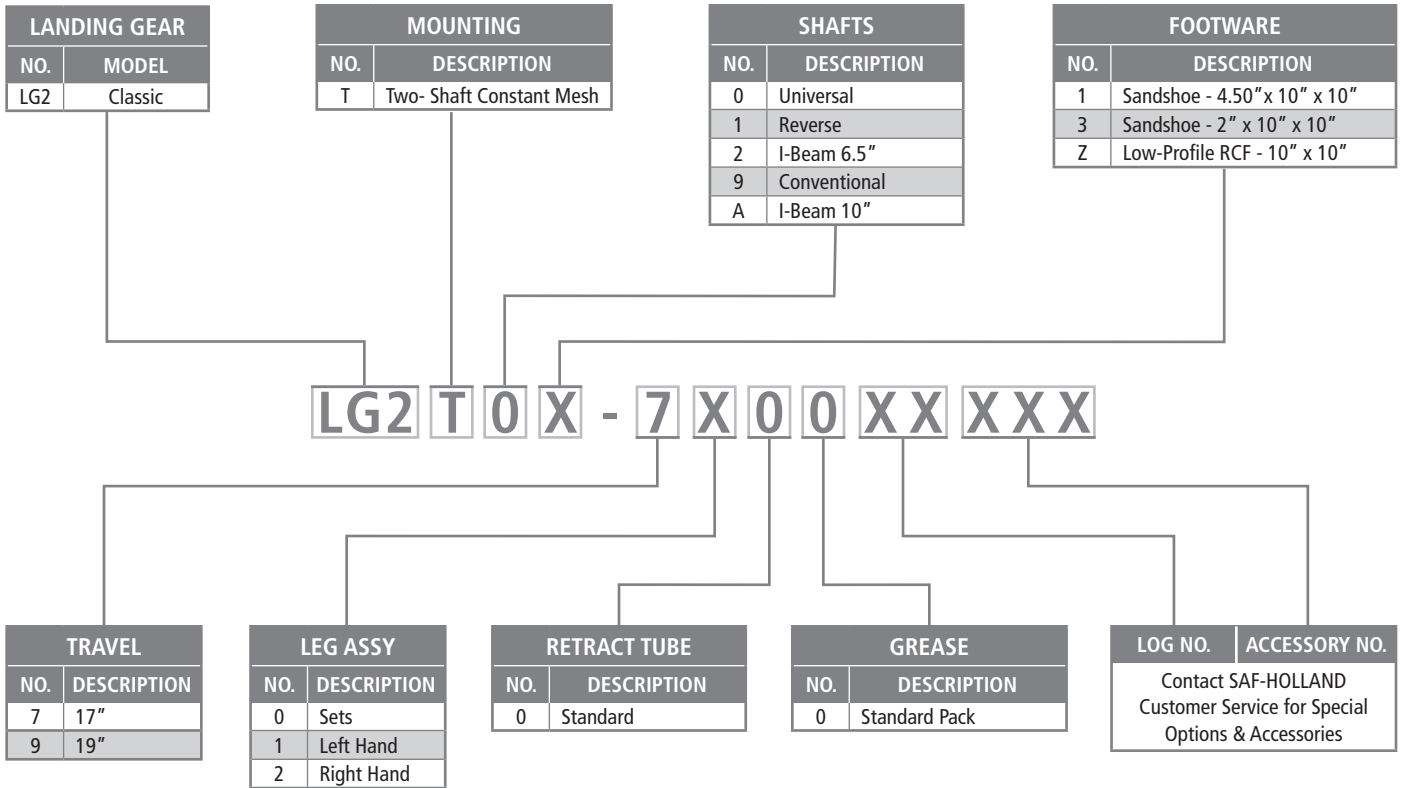 LANDING GEAR
NO. MODEL
LG2 Classic
MOUNTING
NO. DESCRIPTION
T Two- Shaft Constant Mesh
SHAFTS
NO. DESCRIPTION
0 Universal
1 Reverse
2 I-Beam 6.5”
9 Conventional
A I-Beam 10”
FOOTWARE
NO. DESCRIPTION
1 Sandshoe - 4.50”x 10” x 10”
3 Sandshoe - 2” x 10” x 10”
Z Low-Profile RCF - 10” x 10”
LG2 T 0 X - 7 X 0 0 X X X X X
TRAVEL
NO. DESCRIPTION
7 17”
9 19”
LEG ASSY
NO. DESCRIPTION
0 Sets
1 Left Hand
2 Right Hand
RETRACT TUBE
NO. DESCRIPTION
0 Standard
GREASE
NO. DESCRIPTION
0 Standard Pack
LOG NO. ACCESSORY NO.
Contact SAF-HOLLAND
Customer Service for Special
Options & Accessories